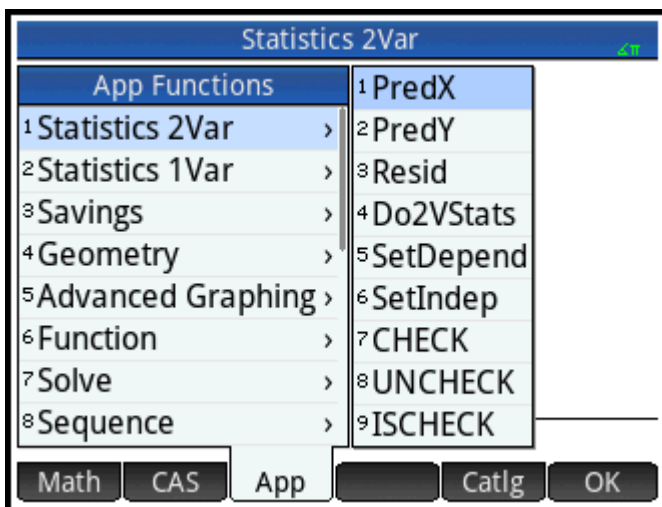 Statistics 2Var
∠π
App Functions
1 Statistics 2Var ›
2 Statistics 1Var ›
3 Savings ›
4 Geometry ›
5 Advanced Graphing ›
6 Function ›
7 Solve ›
8 Sequence ›
1 PredX
2 PredY
3 Resid
4 Do2VStats
5 SetDepend
6 SetIndep
7 CHECK
8 UNCHECK
9 ISCHECK
Math CAS App Catlg OK